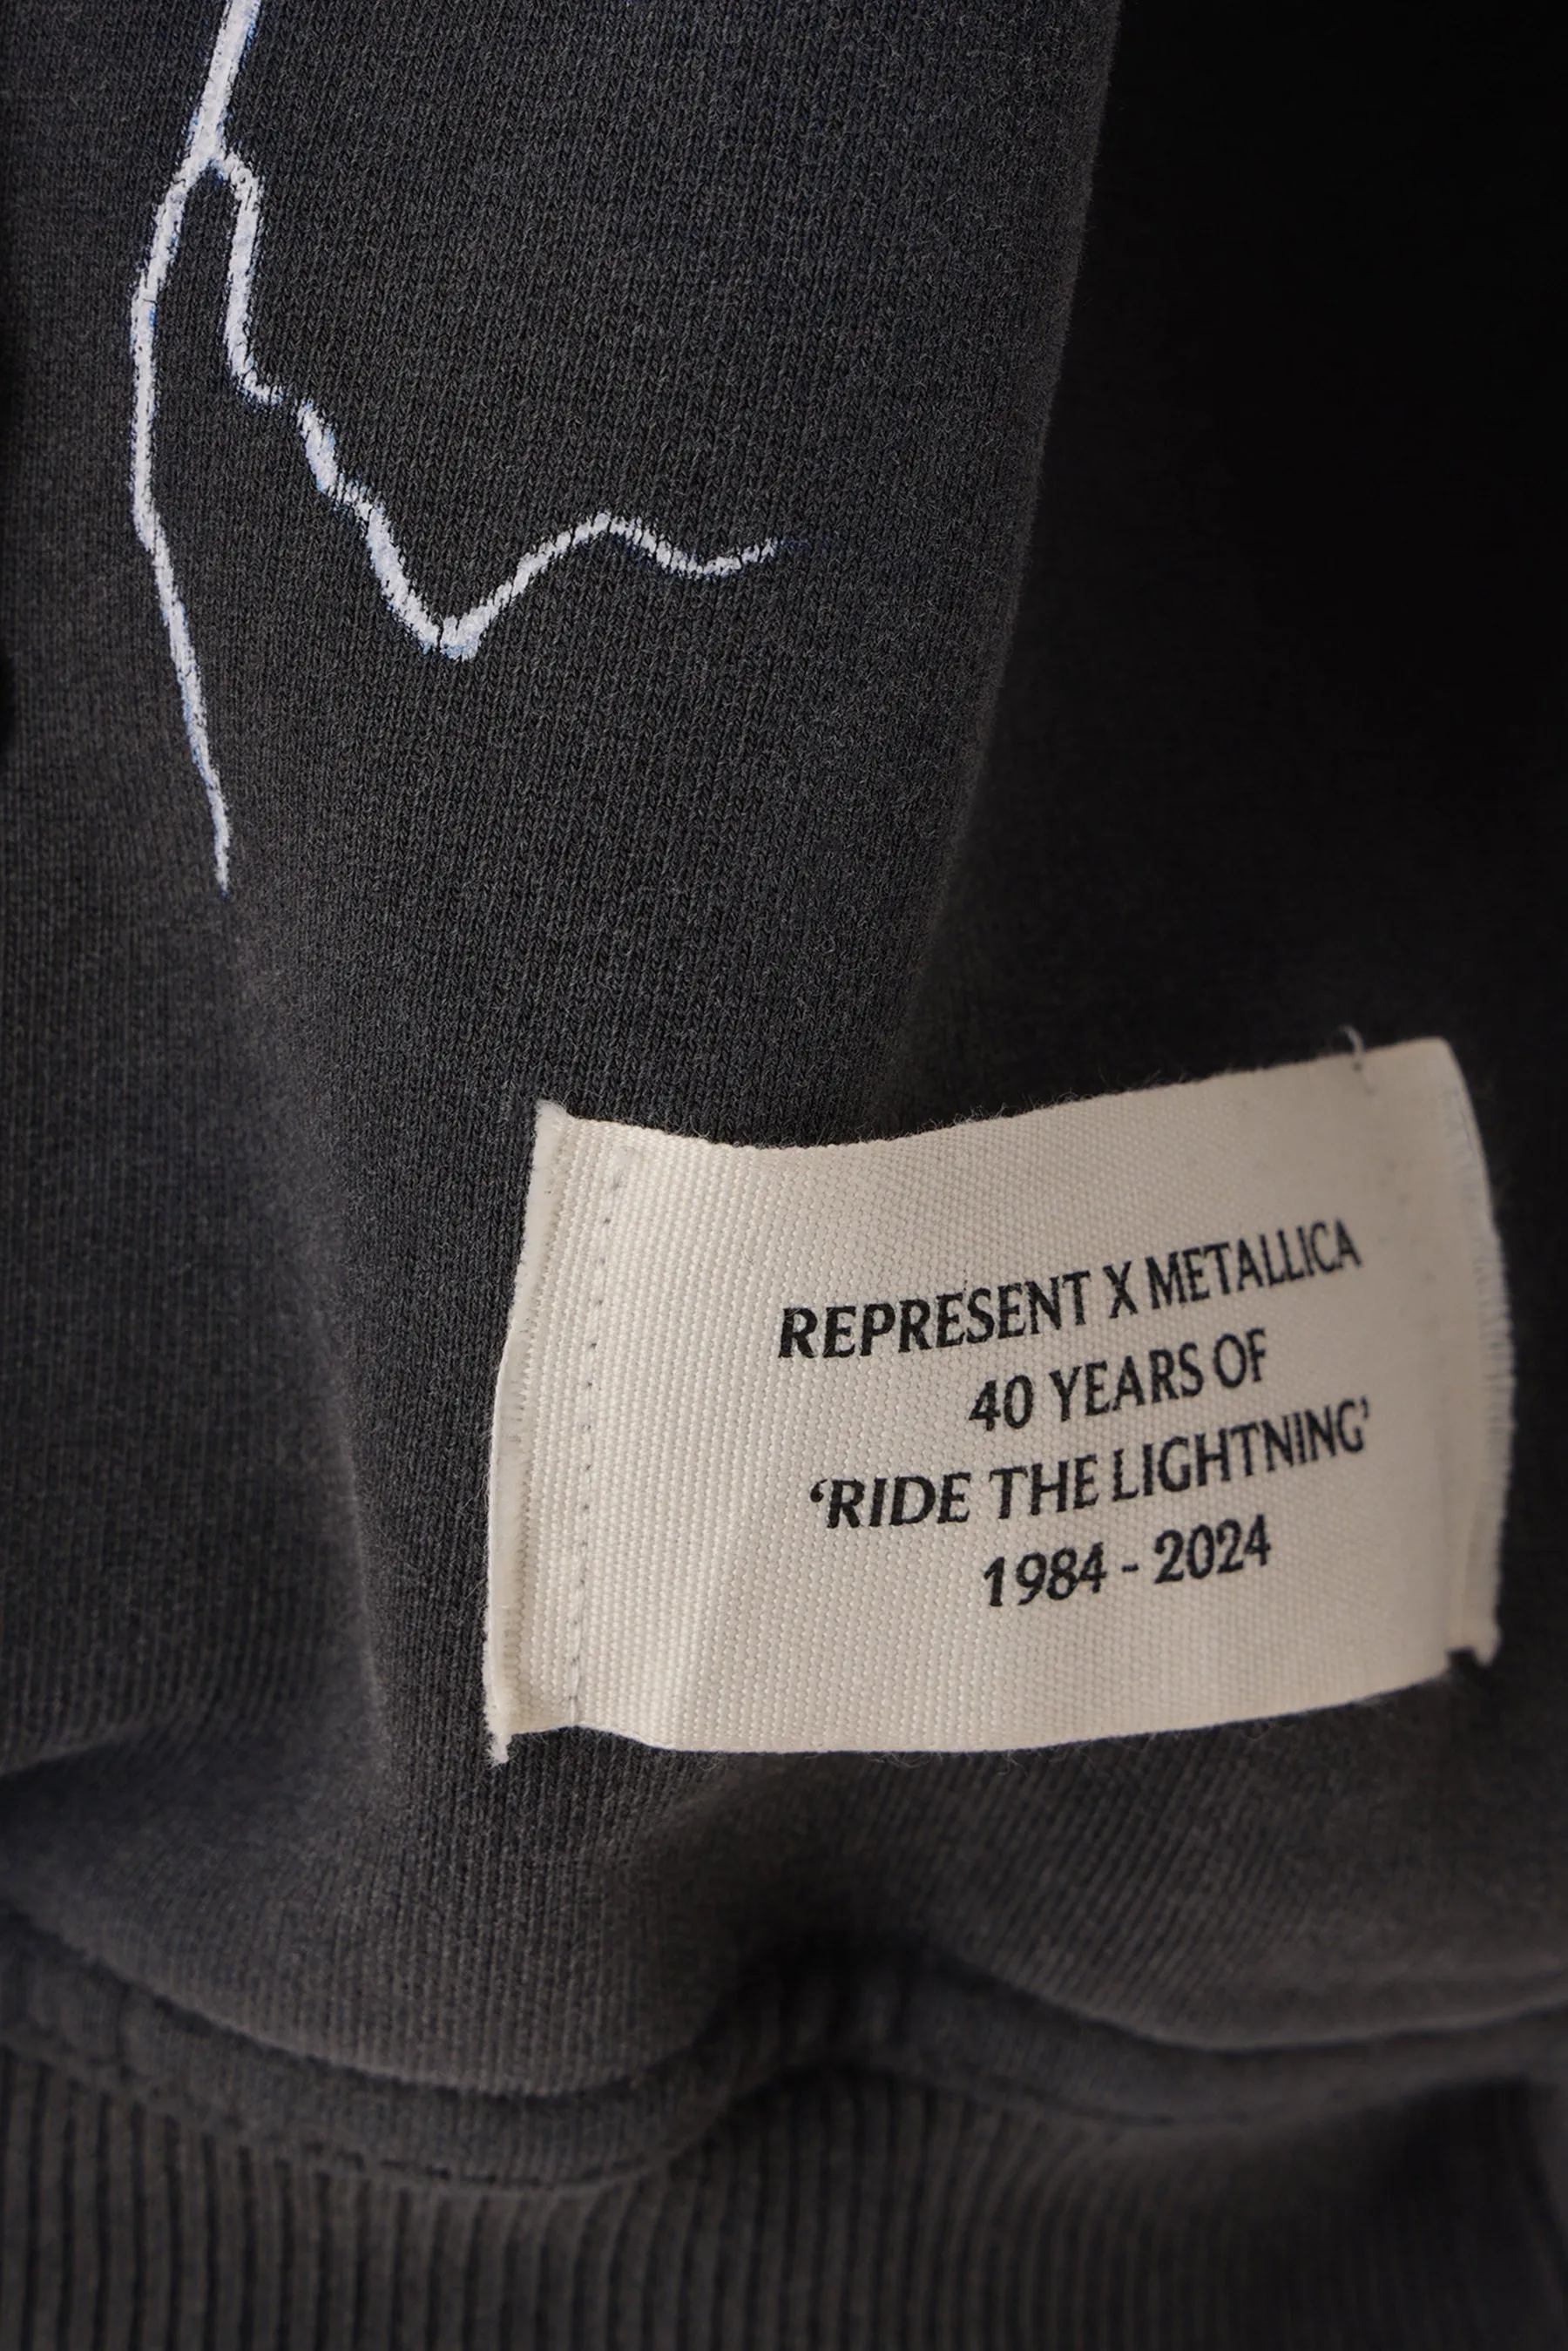 REPRESENT X METALLICA
40 YEARS OF
‘RIDE THE LIGHTNING’
1984 - 2024